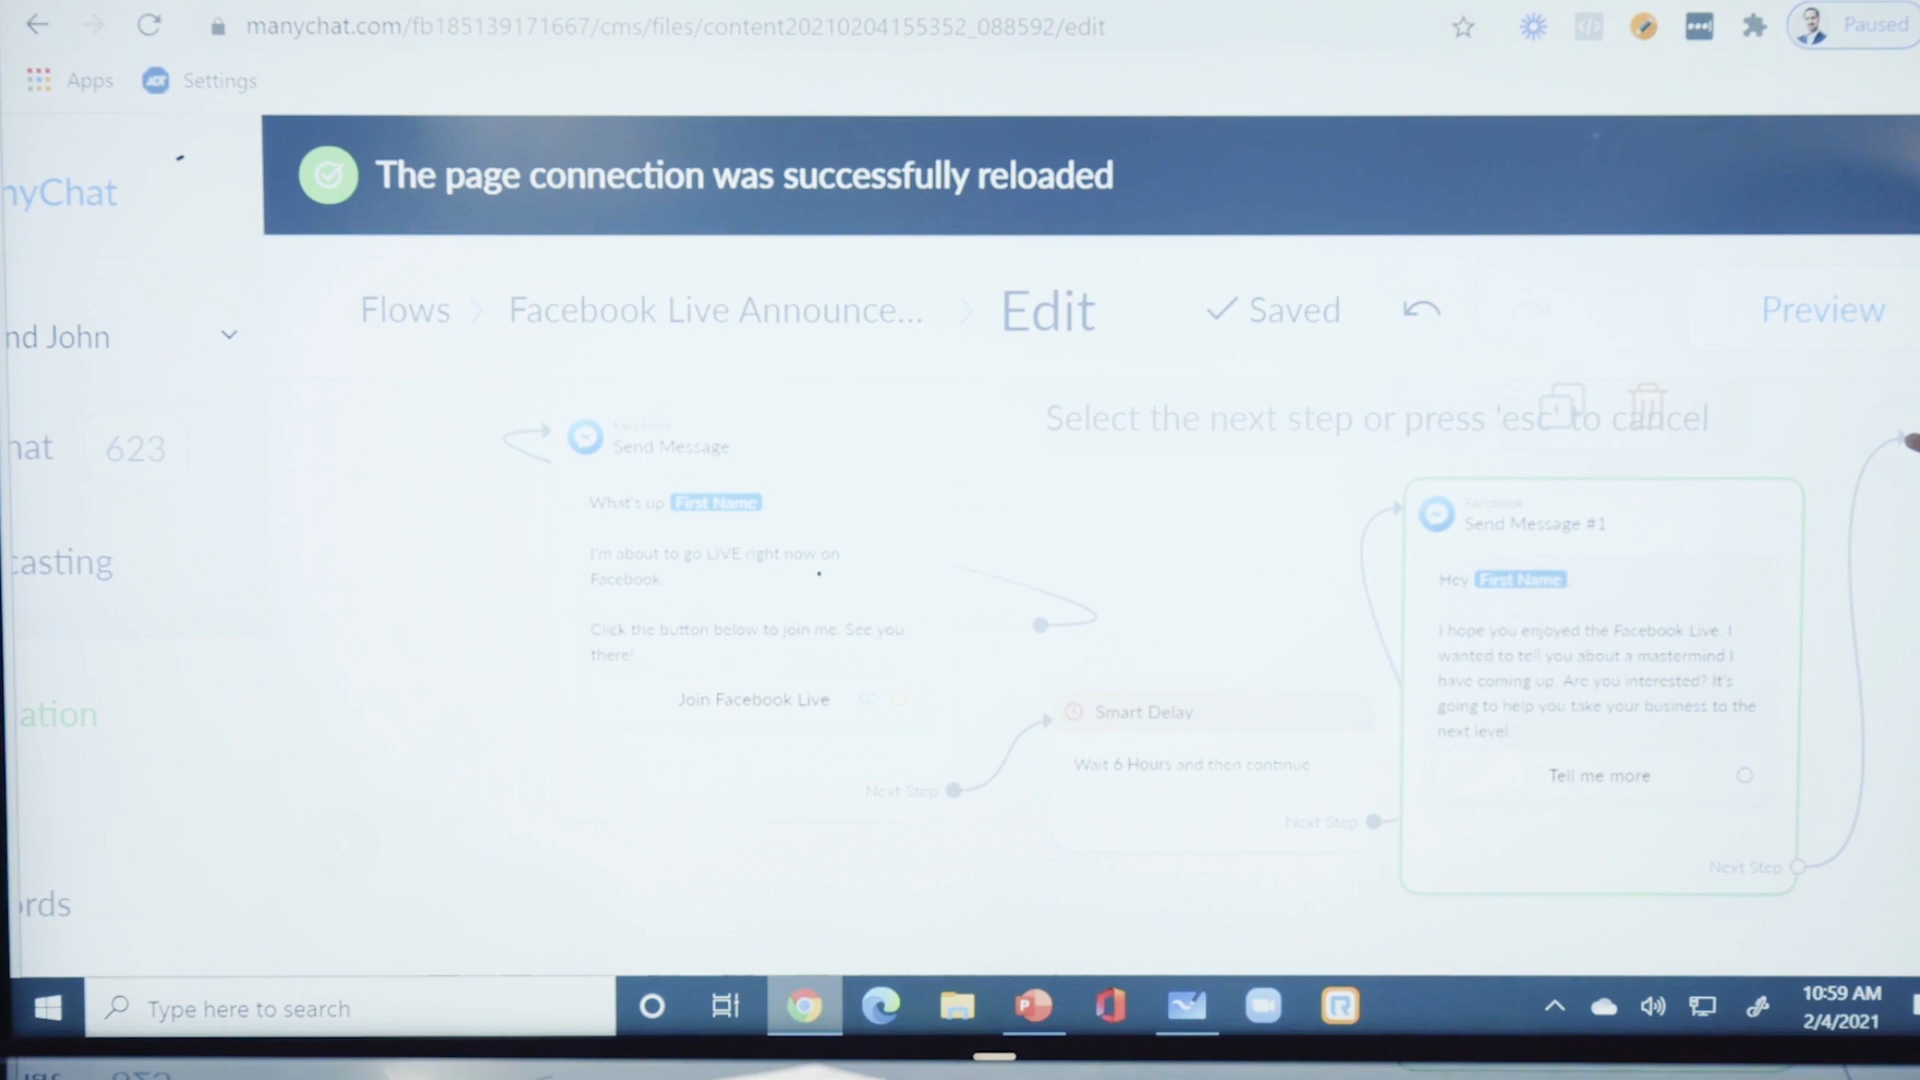 manychat.com/fb185139171667/cms/files/content20210204155352_088592/edit
Paused
Apps
Settings
The page connection was successfully reloaded
nyChat
Flows
Facebook Live Announce...
Edit
Saved
Preview
nd John
Select the next step or press 'esc' to cancel
hat
623
Facebook
Send Message
What's up First Name
I'm about to go LIVE right now on
Facebook.
Click the button below to join me. See you
there!
Join Facebook Live
Next Step
Smart Delay
Wait 6 Hours and then continue
Next Step
Facebook
Send Message #1
Hey First Name
I hope you enjoyed the Facebook Live. I
wanted to tell you about a mastermind I
have coming up. Are you interested? It's
going to help you take your business to the
next level.
Tell me more
Next Step
casting
ation
rds
Type here to search
10:59 AM
2/4/2021